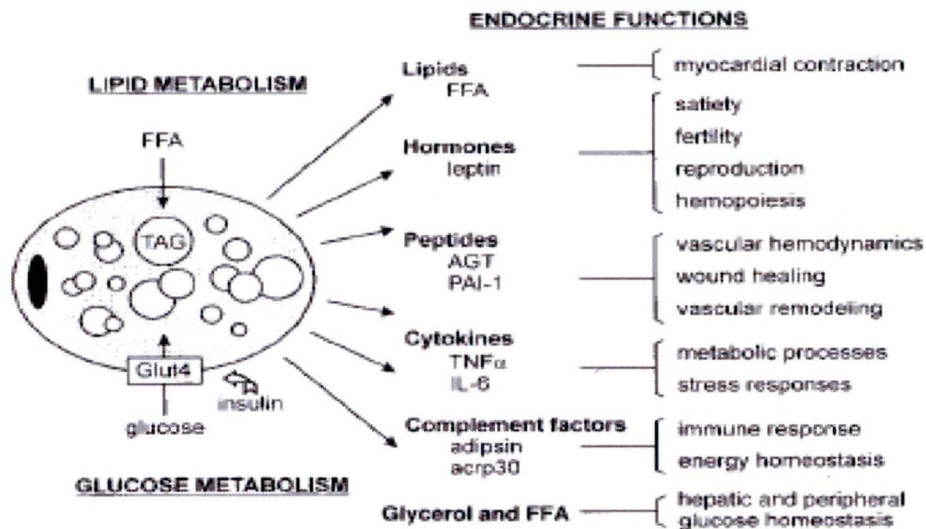 ENDOCRINE FUNCTIONS
LIPID METABOLISM
FFA
TAG
Glut4
insulin
glucose
GLUCOSE METABOLISM
Lipids
FFA
myocardial contraction
Hormones
leptin
satiety
fertility
reproduction
hemopoiesis
Peptides
AGT
PAI-1
vascular hemodynamics
wound healing
vascular remodeling
Cytokines
TNFα
IL-6
metabolic processes
stress responses
Complement factors
adipsin
acrp30
immune response
energy homeostasis
Glycerol and FFA
hepatic and peripheral
glucose homeostasis